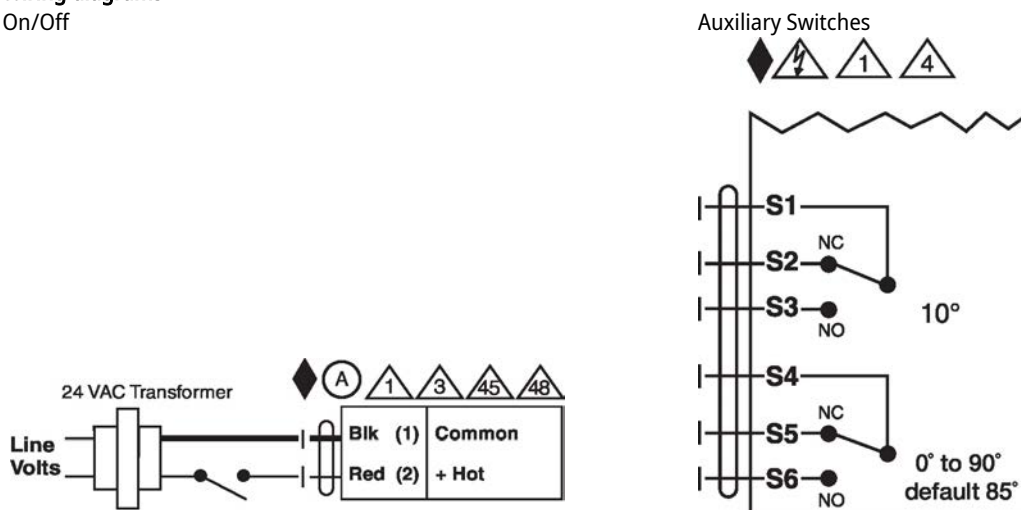 On/Off
24 VAC Transformer
Line
Volts
A
1
3
45
48
Blk (1) Common
Red (2) + Hot
Auxiliary Switches
1
4
S1
NC
S2
S3
NO
10°
S4
NC
S5
S6
NO
0° to 90°
default 85°